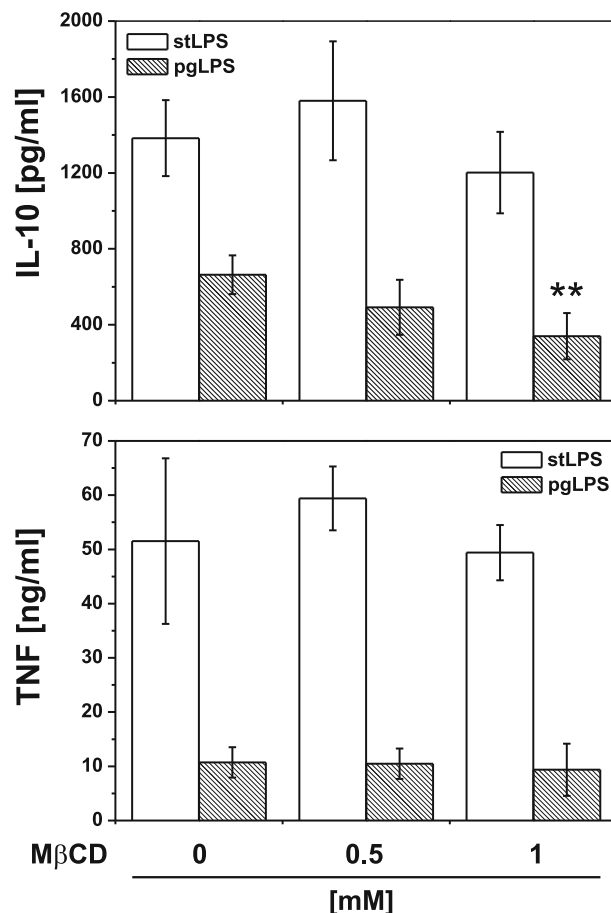 2000
1600
1200
800
400
0
IL-10 [pg/ml]
stLPS
pgLPS
**
70
60
50
40
30
20
10
0
TNF [ng/ml]
stLPS
pgLPS
MβCD 0 0.5 1
[mM]